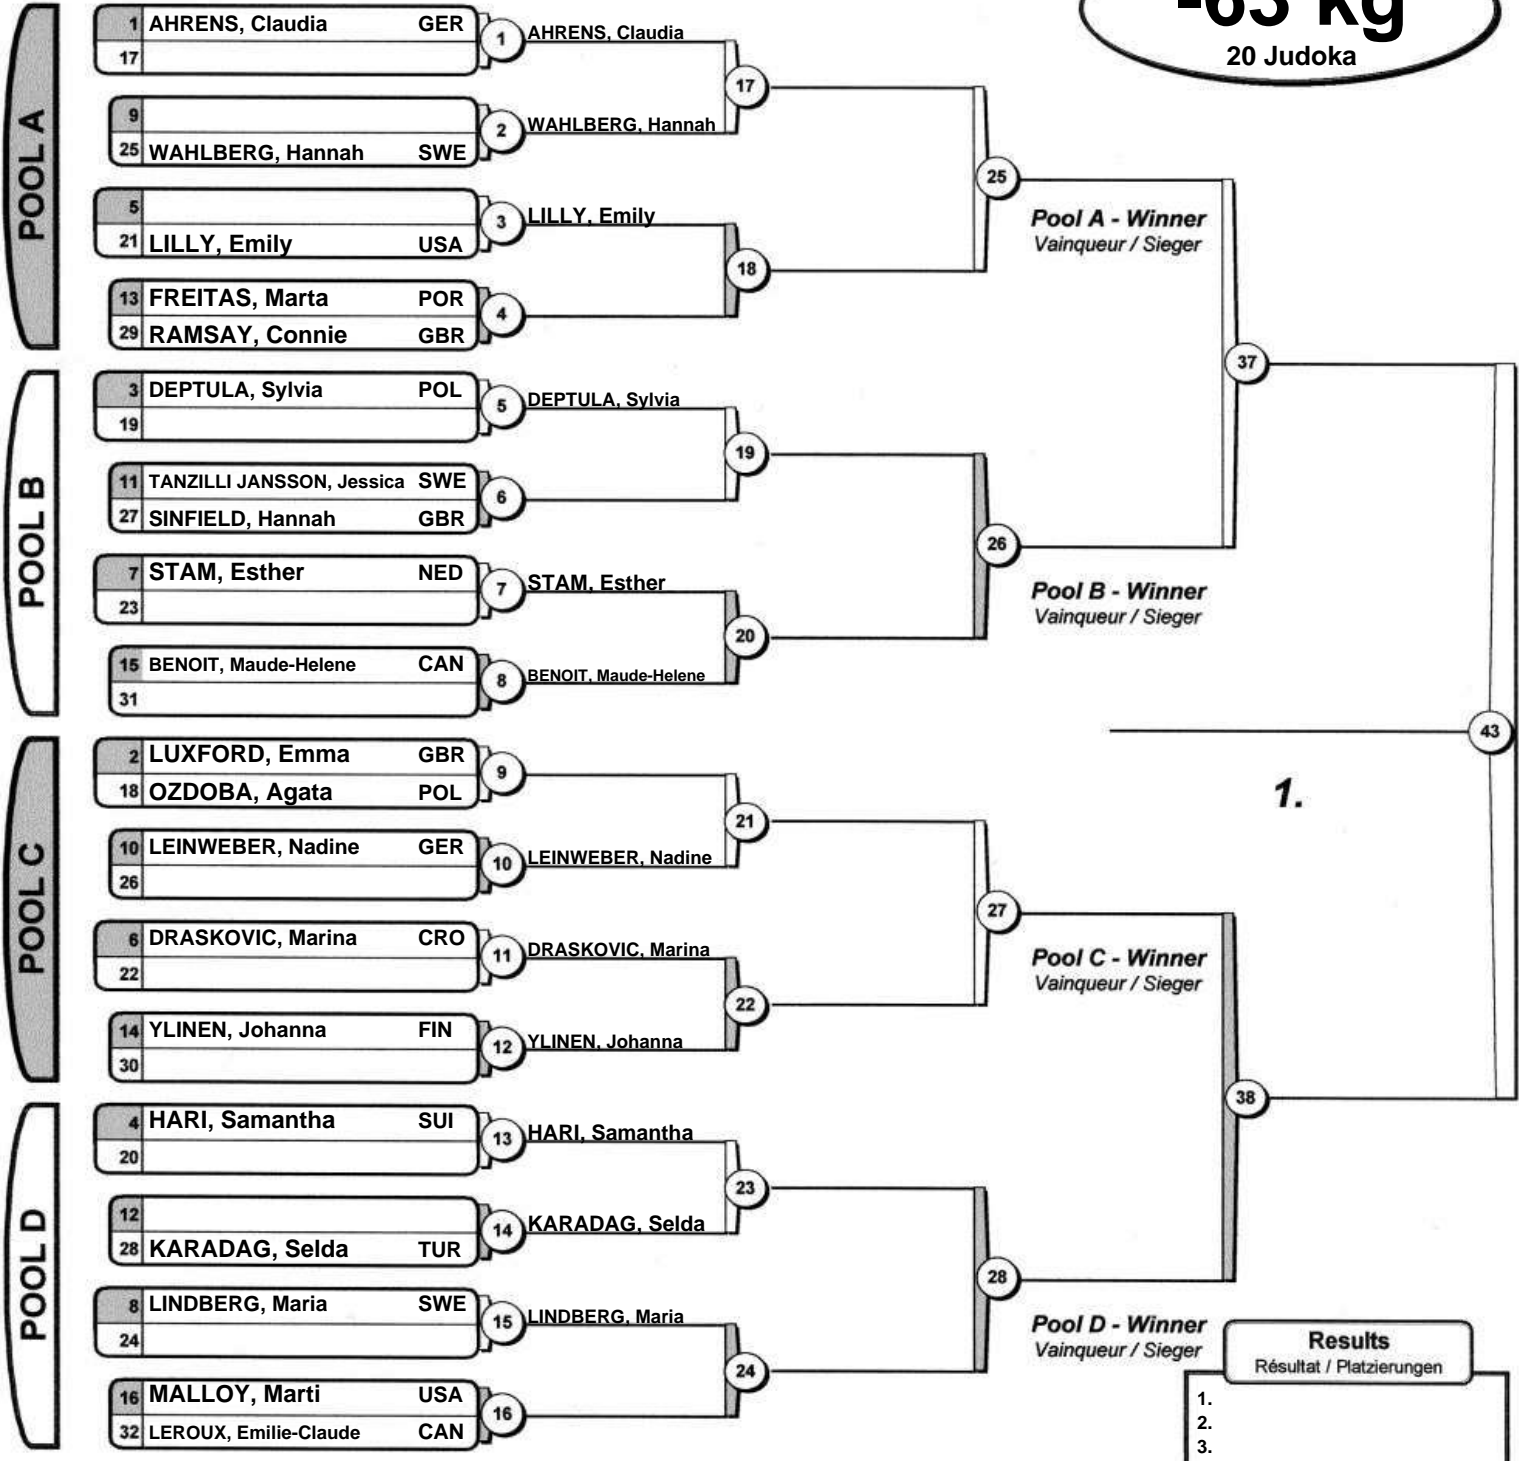 -63 kg
20 Judoka
POOL A
1 AHRENS, Claudia GER
17
1 AHRENS, Claudia
9
25 WAHLBERG, Hannah SWE
2 WAHLBERG, Hannah
17
5
21 LILLY, Emily USA
3 LILLY, Emily
13 FREITAS, Marta POR
29 RAMSAY, Connie GBR
4
18
25
Pool A - Winner
Vainqueur / Sieger
POOL B
3 DEPTULA, Sylvia POL
19
5 DEPTULA, Sylvia
11 TANZILLI JANSSON, Jessica SWE
27 SINFIELD, Hannah GBR
6
19
7 STAM, Esther NED
23
7 STAM, Esther
15 BENOIT, Maude-Helene CAN
31
8 BENOIT, Maude-Helene
20
26
Pool B - Winner
Vainqueur / Sieger
37
POOL C
2 LUXFORD, Emma GBR
18 OZDOBA, Agata POL
9
10 LEINWEBER, Nadine GER
26
10 LEINWEBER, Nadine
21
6 DRASKOVIC, Marina CRO
22
11 DRASKOVIC, Marina
14 YLINEN, Johanna FIN
30
12 YLINEN, Johanna
22
27
Pool C - Winner
Vainqueur / Sieger
43
1.
POOL D
4 HARI, Samantha SUI
20
13 HARI, Samantha
12
28 KARADAG, Selda TUR
14 KARADAG, Selda
23
8 LINDBERG, Maria SWE
24
15 LINDBERG, Maria
16 MALLOY, Marti USA
32 LEROUX, Emilie-Claude CAN
16
24
28
Pool D - Winner
Vainqueur / Sieger
38
Results
Résultat / Platzierungen
1.
2.
3.